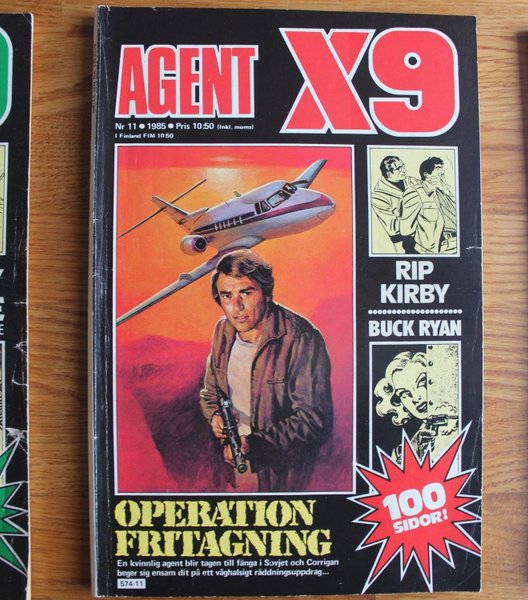 AGENT X9
Nr 11 • 1985 • Pris 10:50 (Inkl. moms)
I Finland FIM 10:50
RIP
KIRBY
BUCK RYAN
100
SIDOR!
OPERATION
FRITAGNING
En kvinnlig agent blir tagen till fånga i Sovjet och Corrigan
beger sig ensam dit på ett våghalsigt räddningsuppdrag...
574-11